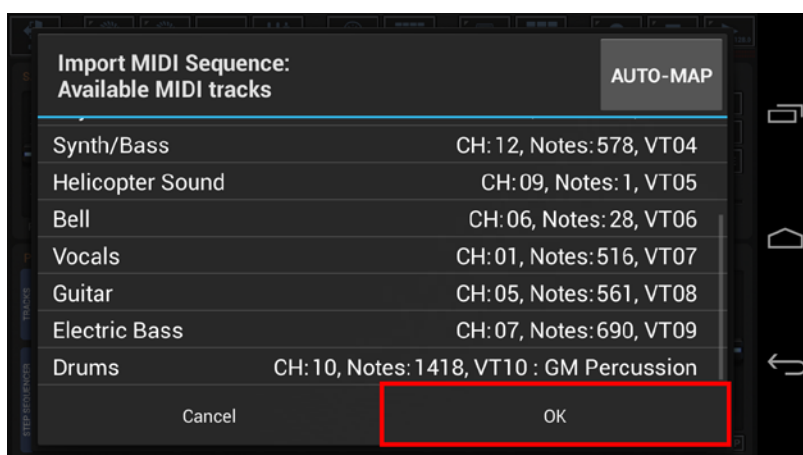 Import MIDI Sequence:
Available MIDI tracks
AUTO-MAP
Synth/Bass CH:12, Notes:578, VT04
Helicopter Sound CH:09, Notes:1, VT05
Bell CH:06, Notes:28, VT06
Vocals CH:01, Notes:516, VT07
Guitar CH:05, Notes:561, VT08
Electric Bass CH:07, Notes:690, VT09
Drums CH:10, Notes:1418, VT10 : GM Percussion
Cancel OK
TRACKS
STEP SEQUENCER